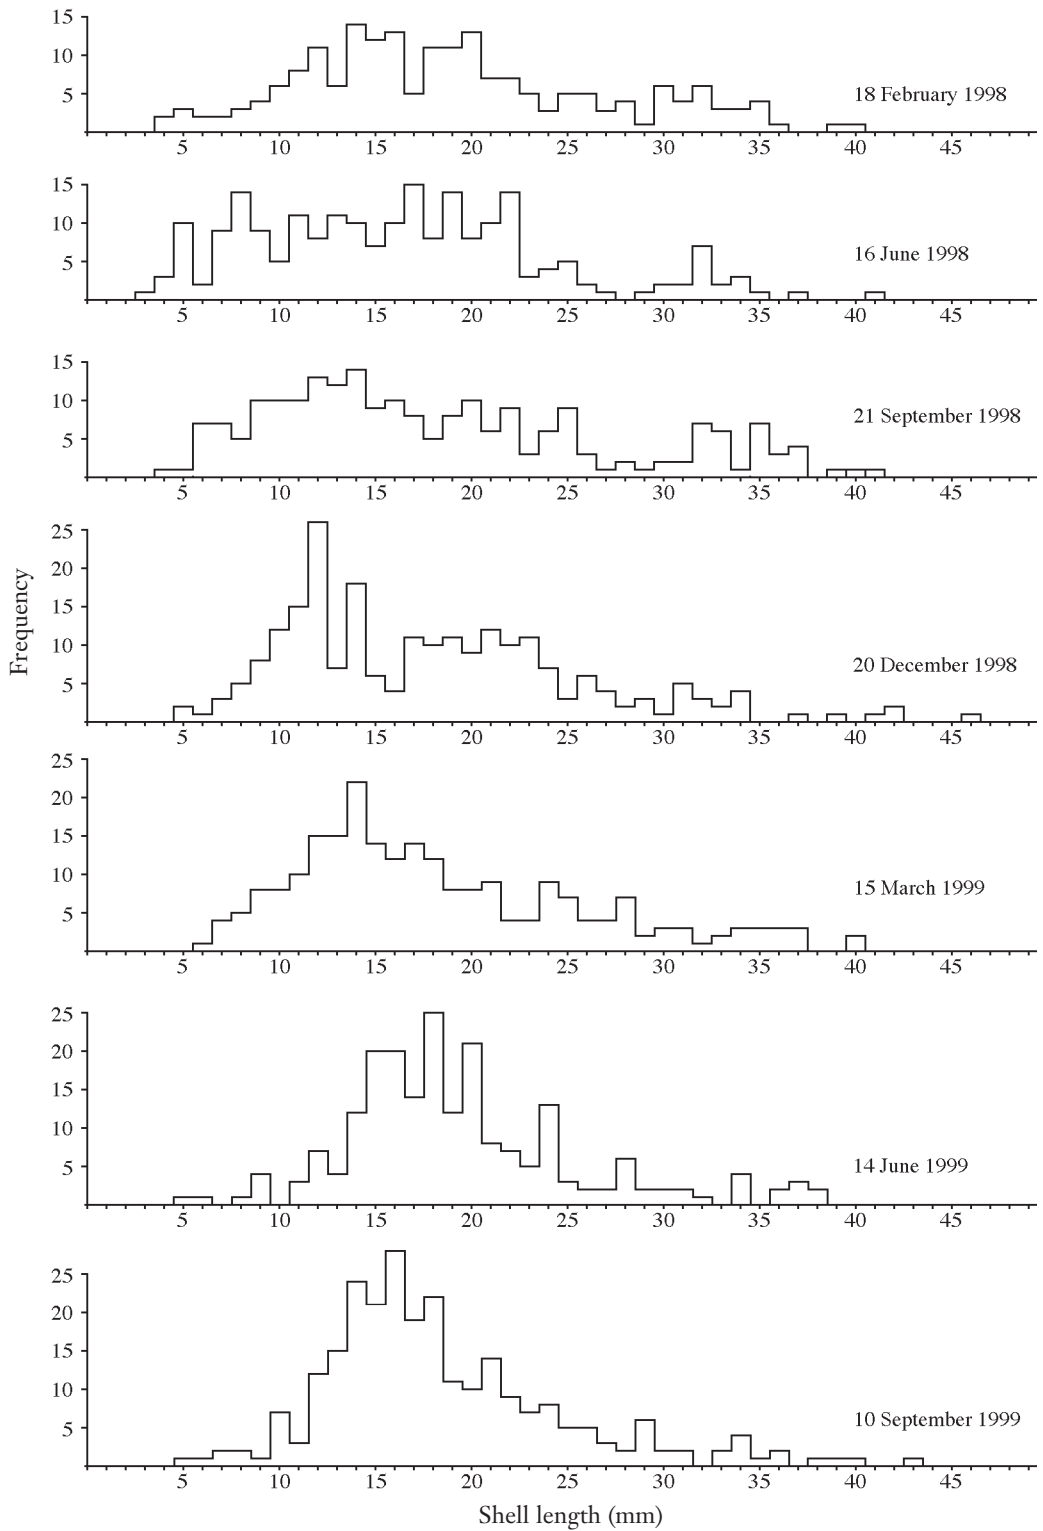 15
10
5
18 February 1998
5 10 15 20 25 30 35 40 45
15
10
5
16 June 1998
5 10 15 20 25 30 35 40 45
15
10
5
21 September 1998
5 10 15 20 25 30 35 40 45
25
20
15
10
5
20 December 1998
5 10 15 20 25 30 35 40 45
Frequency
25
20
15
10
5
15 March 1999
5 10 15 20 25 30 35 40 45
25
20
15
10
5
14 June 1999
5 10 15 20 25 30 35 40 45
25
20
15
10
5
10 September 1999
5 10 15 20 25 30 35 40 45
Shell length (mm)